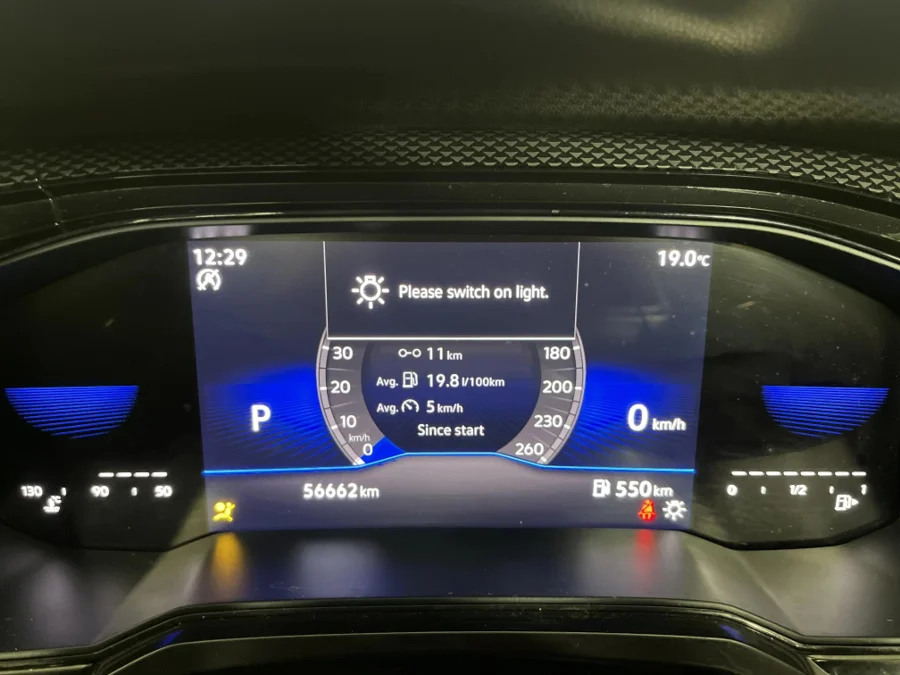 12:29
19.0°C
Please switch on light.
11 km
Avg. 19.8 l/100km
Avg. 5 km/h
Since start
30
20
10
km/h
0
180
200
230
260
P
0 km/h
56662 km
550 km
130
90
50
0
1/2
1